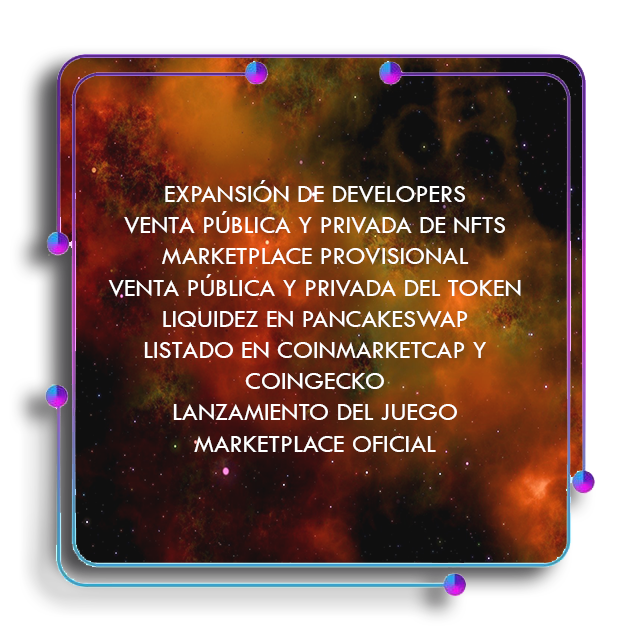 EXPANSIÓN DE DEVELOPERS
VENTA PÚBLICA Y PRIVADA DE NFTS
MARKETPLACE PROVISIONAL
VENTA PÚBLICA Y PRIVADA DEL TOKEN
LIQUIDEZ EN PANCAKESWAP
LISTADO EN COINMARKETCAP Y
COINGECKO
LANZAMIENTO DEL JUEGO
MARKETPLACE OFICIAL